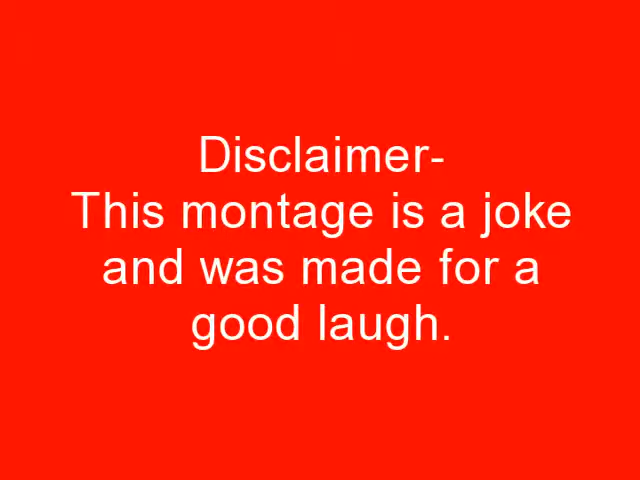 Disclaimer-
This montage is a joke
and was made for a
good laugh.